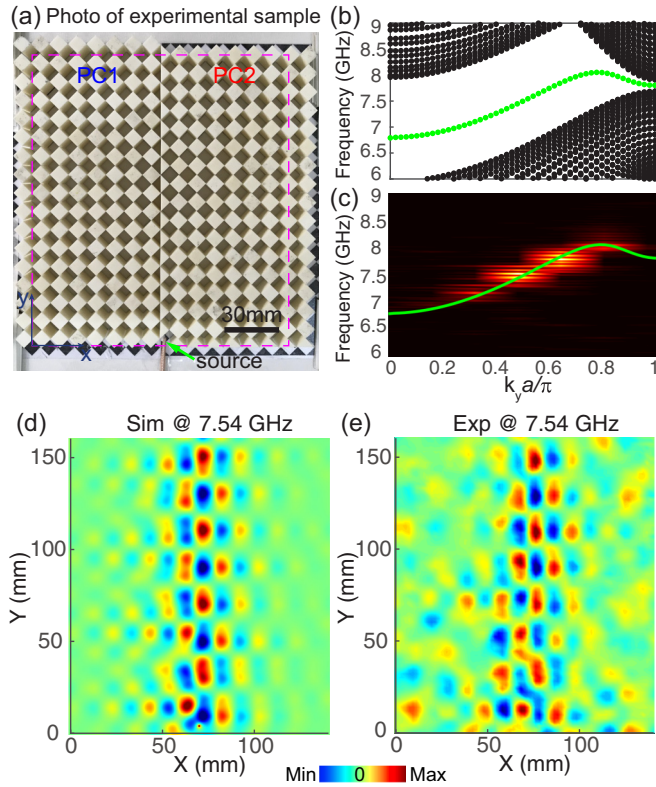 (a) Photo of experimental sample
PC1 PC2
30mm
y
x
source
(b)
Frequency (GHz)
9
8.5
8
7.5
7
6.5
6
(c)
Frequency (GHz)
9
8.5
8
7.5
7
6.5
6
0 0.2 0.4 0.6 0.8 1
k_y a/π
(d) Sim @ 7.54 GHz
Y (mm)
150
100
50
0
0 50 100
X (mm)
(e) Exp @ 7.54 GHz
Y (mm)
150
100
50
0
0 50 100
X (mm)
Min 0 Max